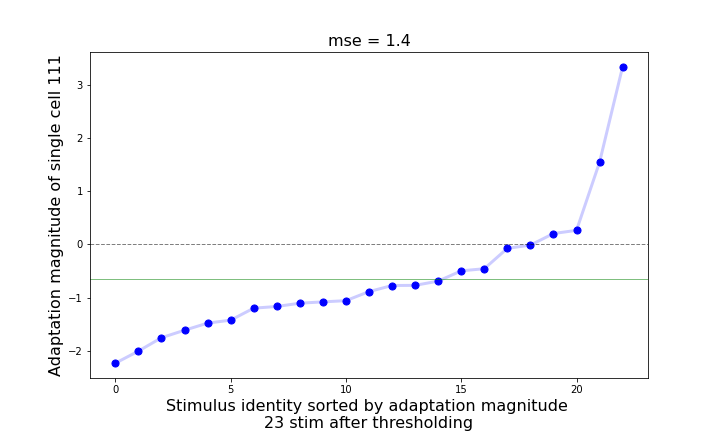 mse = 1.4
Adaptation magnitude of single cell 111
3
2
1
0
−1
−2
0 5 10 15 20
Stimulus identity sorted by adaptation magnitude
23 stim after thresholding